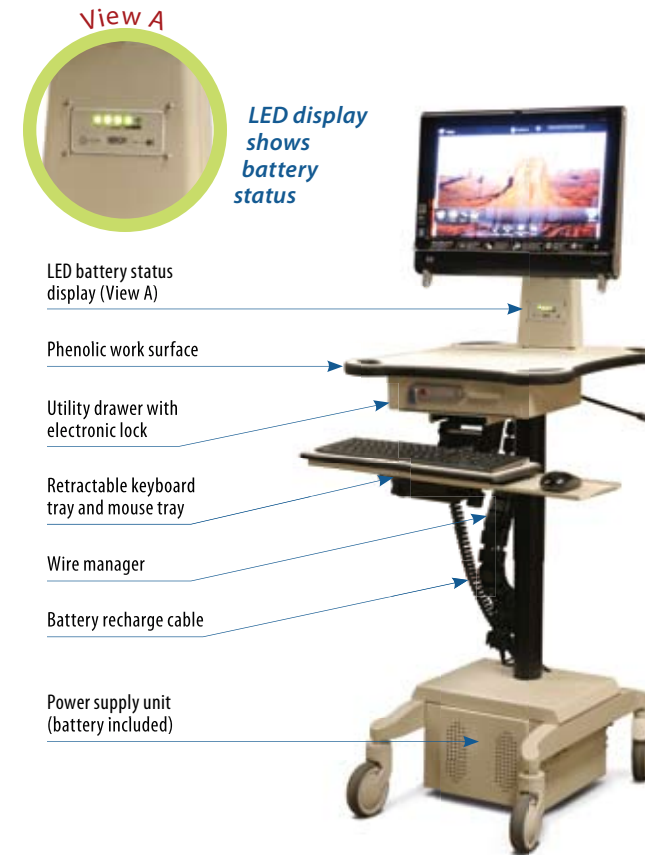 View A
LED display
shows
battery
status
LED battery status
display (View A)
Phenolic work surface
Utility drawer with
electronic lock
Retractable keyboard
tray and mouse tray
Wire manager
Battery recharge cable
Power supply unit
(battery included)